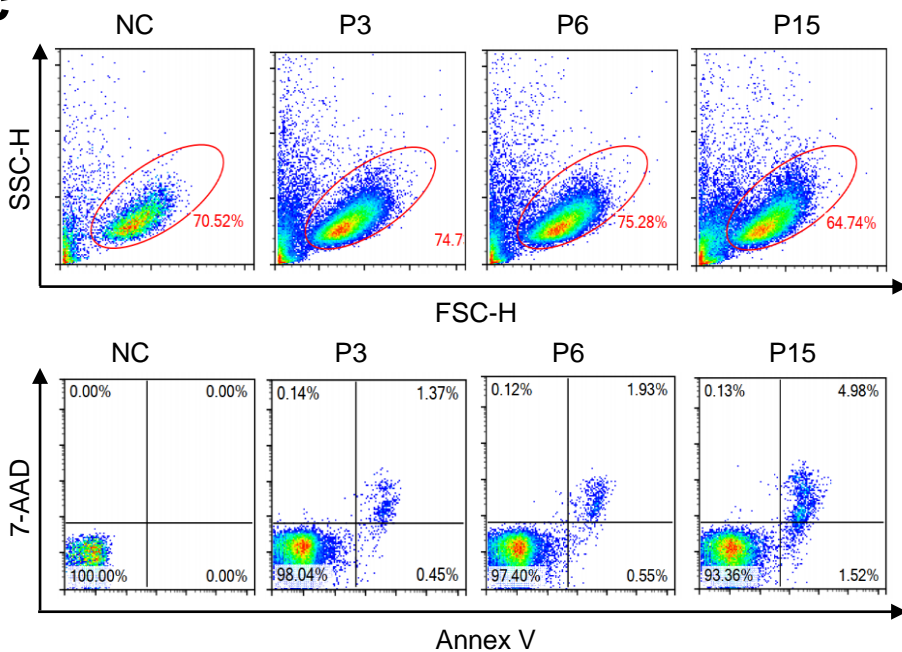 NC P3 P6 P15
SSC-H
70.52% 74.7 75.28% 64.74%
FSC-H
NC P3 P6 P15
0.00% 0.00% 0.14% 1.37% 0.12% 1.93% 0.13% 4.98%
7-AAD
100.00% 0.00% 98.04% 0.45% 97.40% 0.55% 93.36% 1.52%
Annex V